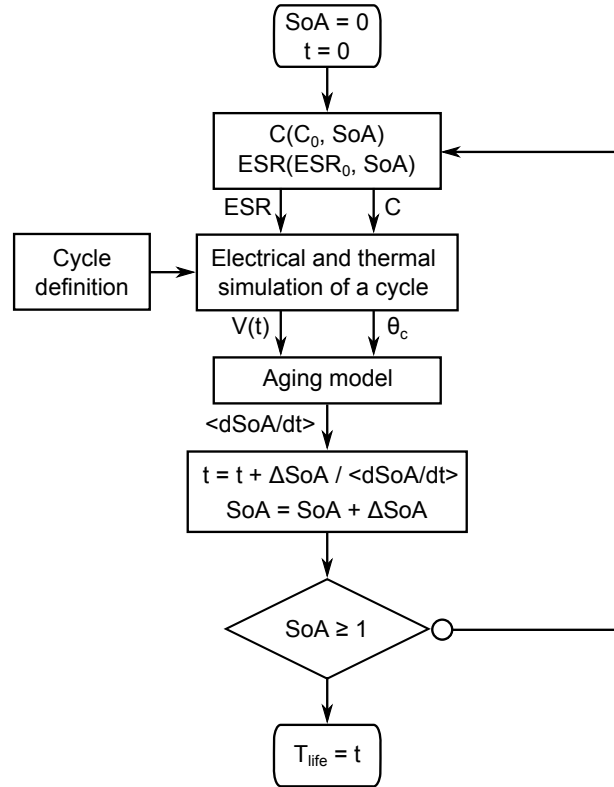 SoA = 0
t = 0
C(C₀, SoA)
ESR(ESR₀, SoA)
ESR
C
Cycle
definition
Electrical and thermal
simulation of a cycle
V(t)
θc
Aging model
<dSoA/dt>
t = t + ΔSoA / <dSoA/dt>
SoA = SoA + ΔSoA
SoA ≥ 1
Tlife = t